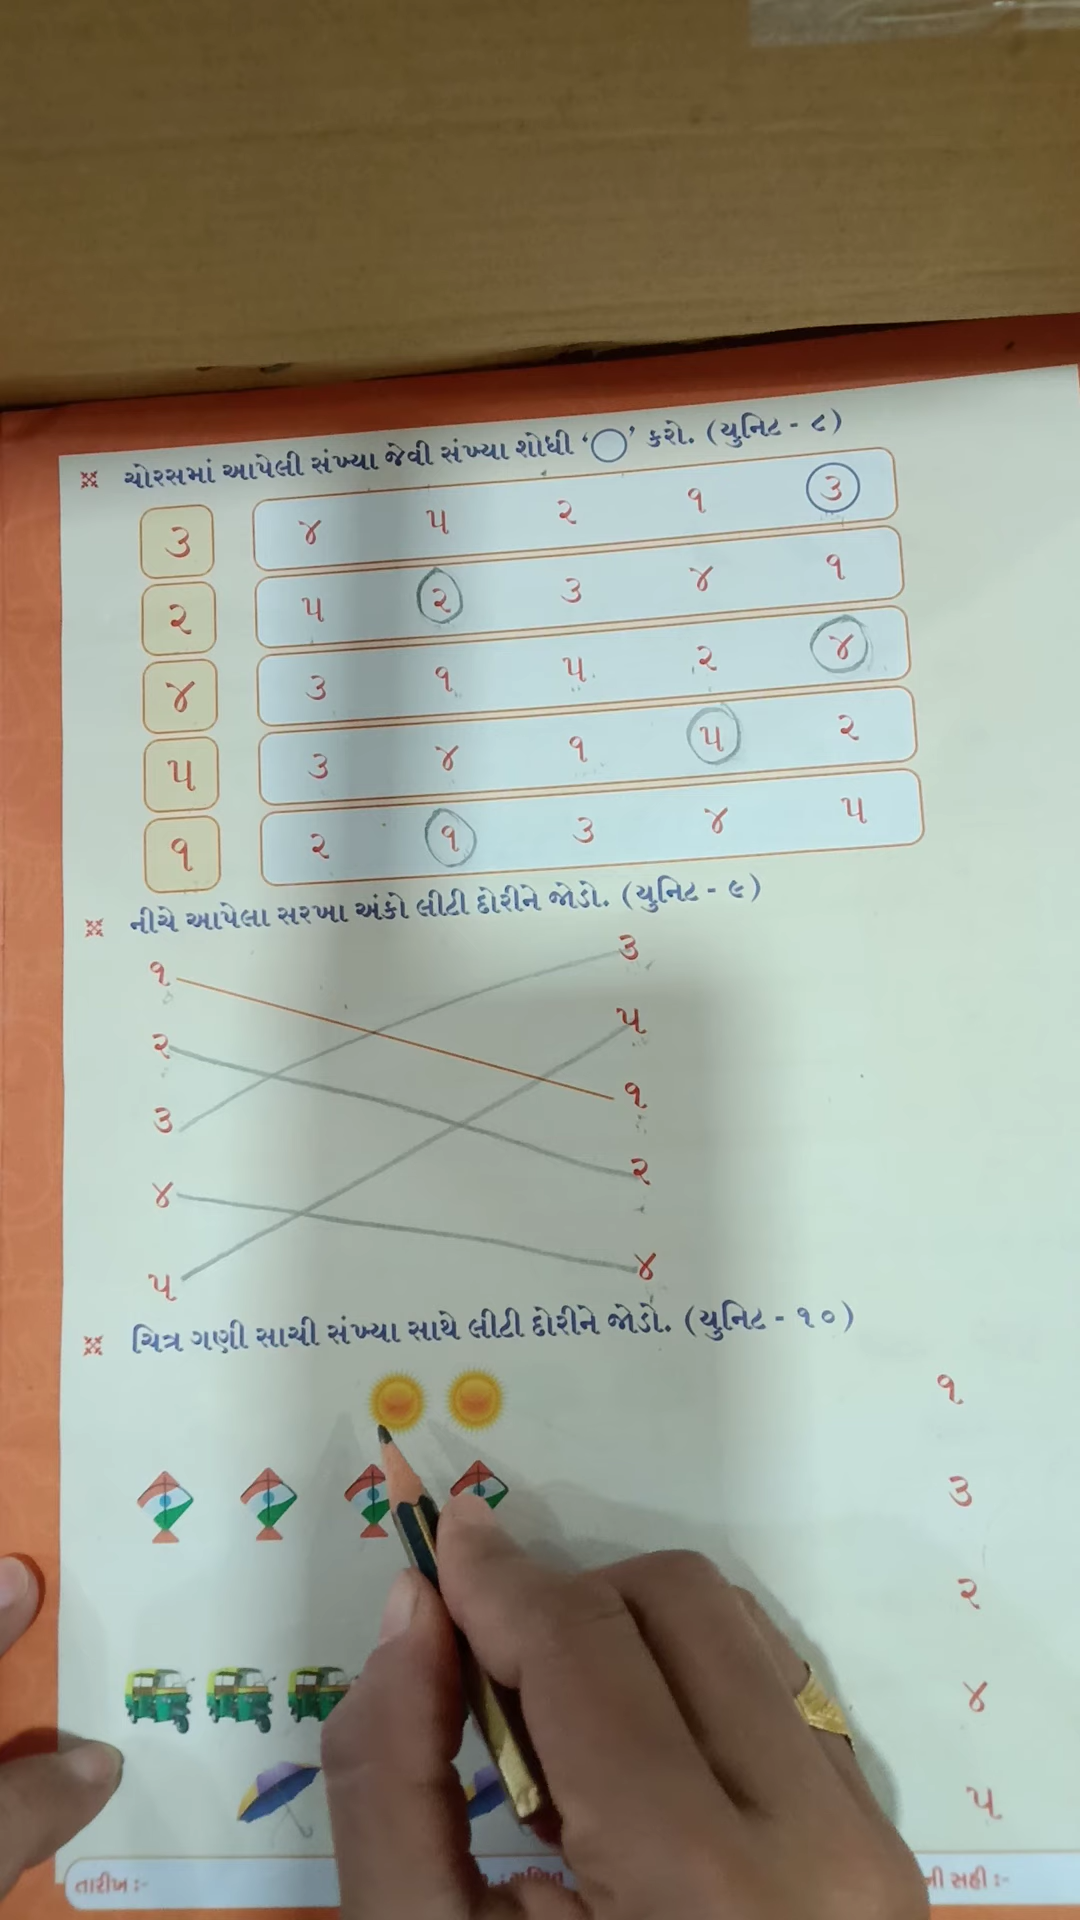 ચોરસમાં આપેલી સંખ્યા જેવી સંખ્યા શોધી ‘◯’ કરો. (યુનિટ - ૮)
૩ ૪ ૫ ૨ ૧ ૩
૨ ૫ ૨ ૩ ૪ ૧
૪ ૩ ૧ ૫ ૨ ૪
૫ ૩ ૪ ૧ ૫ ૨
૧ ૨ ૧ ૩ ૪ ૫
નીચે આપેલા સરખા અંકો લીટી દોરીને જોડો. (યુનિટ - ૯)
૧ ૩
૨ ૫
૩ ૧
૪ ૨
૫ ૪
ચિત્ર ગણી સાચી સંખ્યા સાથે લીટી દોરીને જોડો. (યુનિટ - ૧૦)
૧
૩
૨
૪
૫
તારીખ :- સહી :-